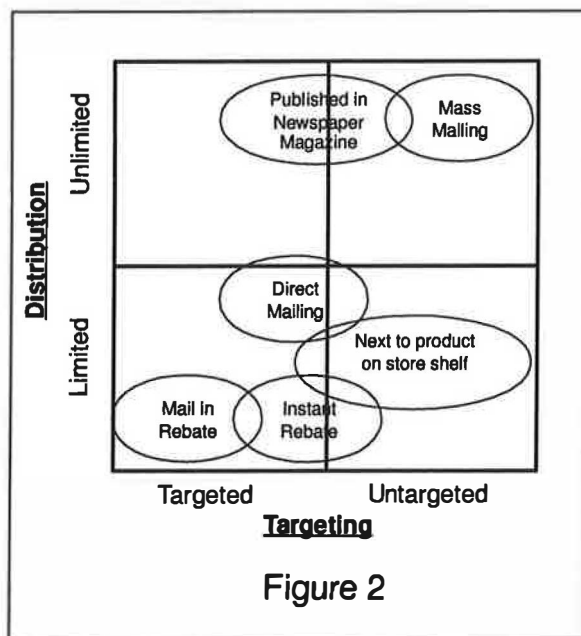 Distribution
Unlimited
Limited
Published in
Newspaper
Magazine
Mass
Mailing
Direct
Mailing
Next to product
on store shelf
Mail in
Rebate
Instant
Rebate
Targeted
Untargeted
Targeting
Figure 2